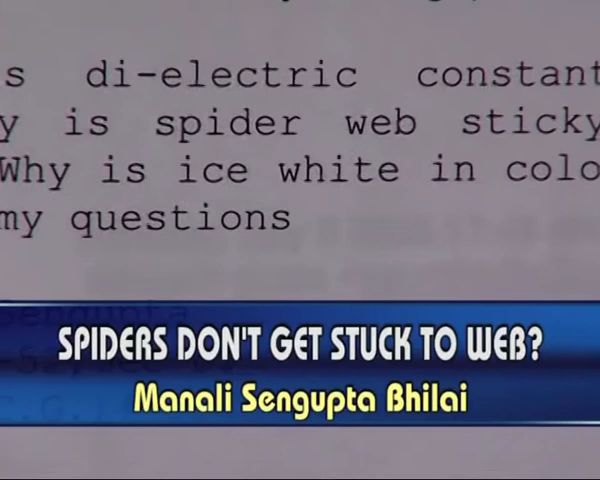 s di-electric constant
y is spider web sticky
Why is ice white in colo
my questions
SPIDERS DON'T GET STUCK TO WEB?
Manali Sengupta Bhilai